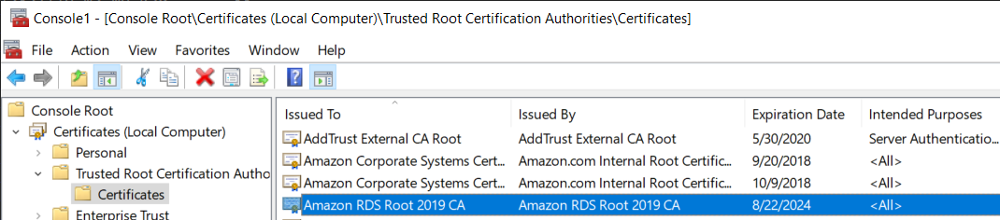 Console1 - [Console Root\Certificates (Local Computer)\Trusted Root Certification Authorities\Certificates]
File Action View Favorites Window Help
Console Root
Certificates (Local Computer)
Personal
Trusted Root Certification Autho
Certificates
Enterprise Trust
Issued To Issued By Expiration Date Intended Purposes
AddTrust External CA Root AddTrust External CA Root 5/30/2020 Server Authenticatio...
Amazon Corporate Systems Cert... Amazon.com Internal Root Certific... 9/20/2018 <All>
Amazon Corporate Systems Cert... Amazon.com Internal Root Certific... 10/9/2018 <All>
Amazon RDS Root 2019 CA Amazon RDS Root 2019 CA 8/22/2024 <All>